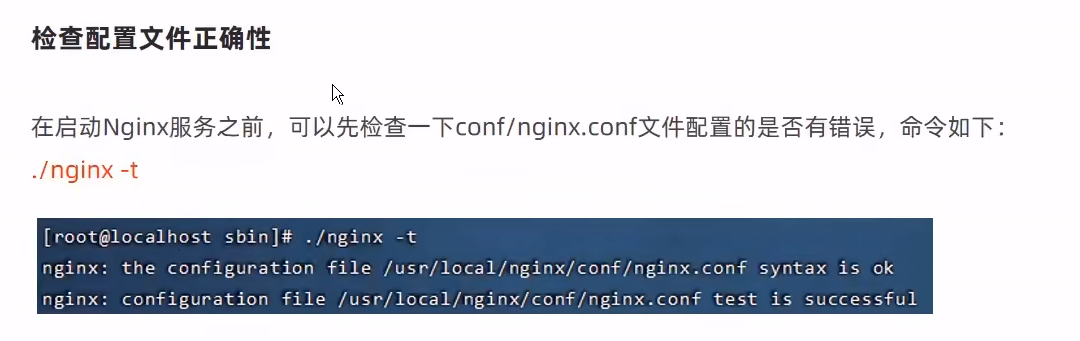 检查配置文件正确性
在启动Nginx服务之前，可以先检查一下conf/nginx.conf文件配置的是否有错误，命令如下：
./nginx -t
[root@localhost sbin]# ./nginx -t
nginx: the configuration file /usr/local/nginx/conf/nginx.conf syntax is ok
nginx: configuration file /usr/local/nginx/conf/nginx.conf test is successful